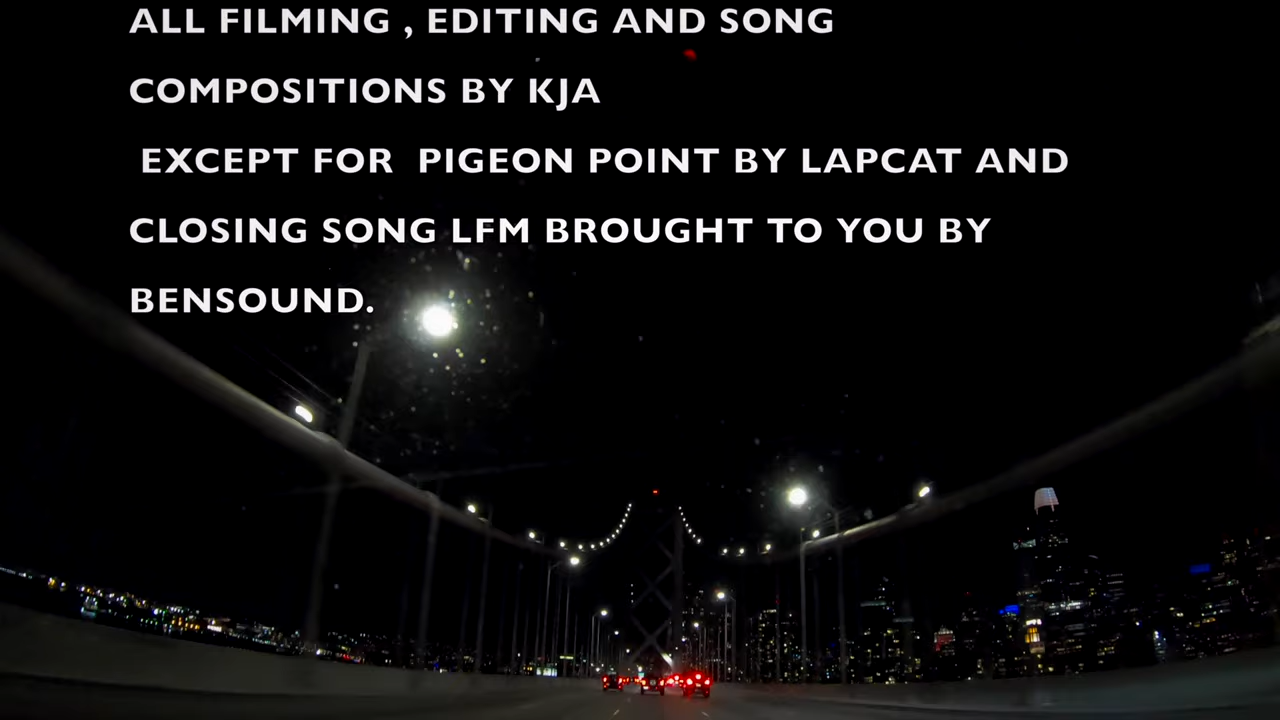 ALL FILMING , EDITING AND SONG
COMPOSITIONS BY KJA
EXCEPT FOR PIGEON POINT BY LAPCAT AND
CLOSING SONG LFM BROUGHT TO YOU BY
BENSOUND.